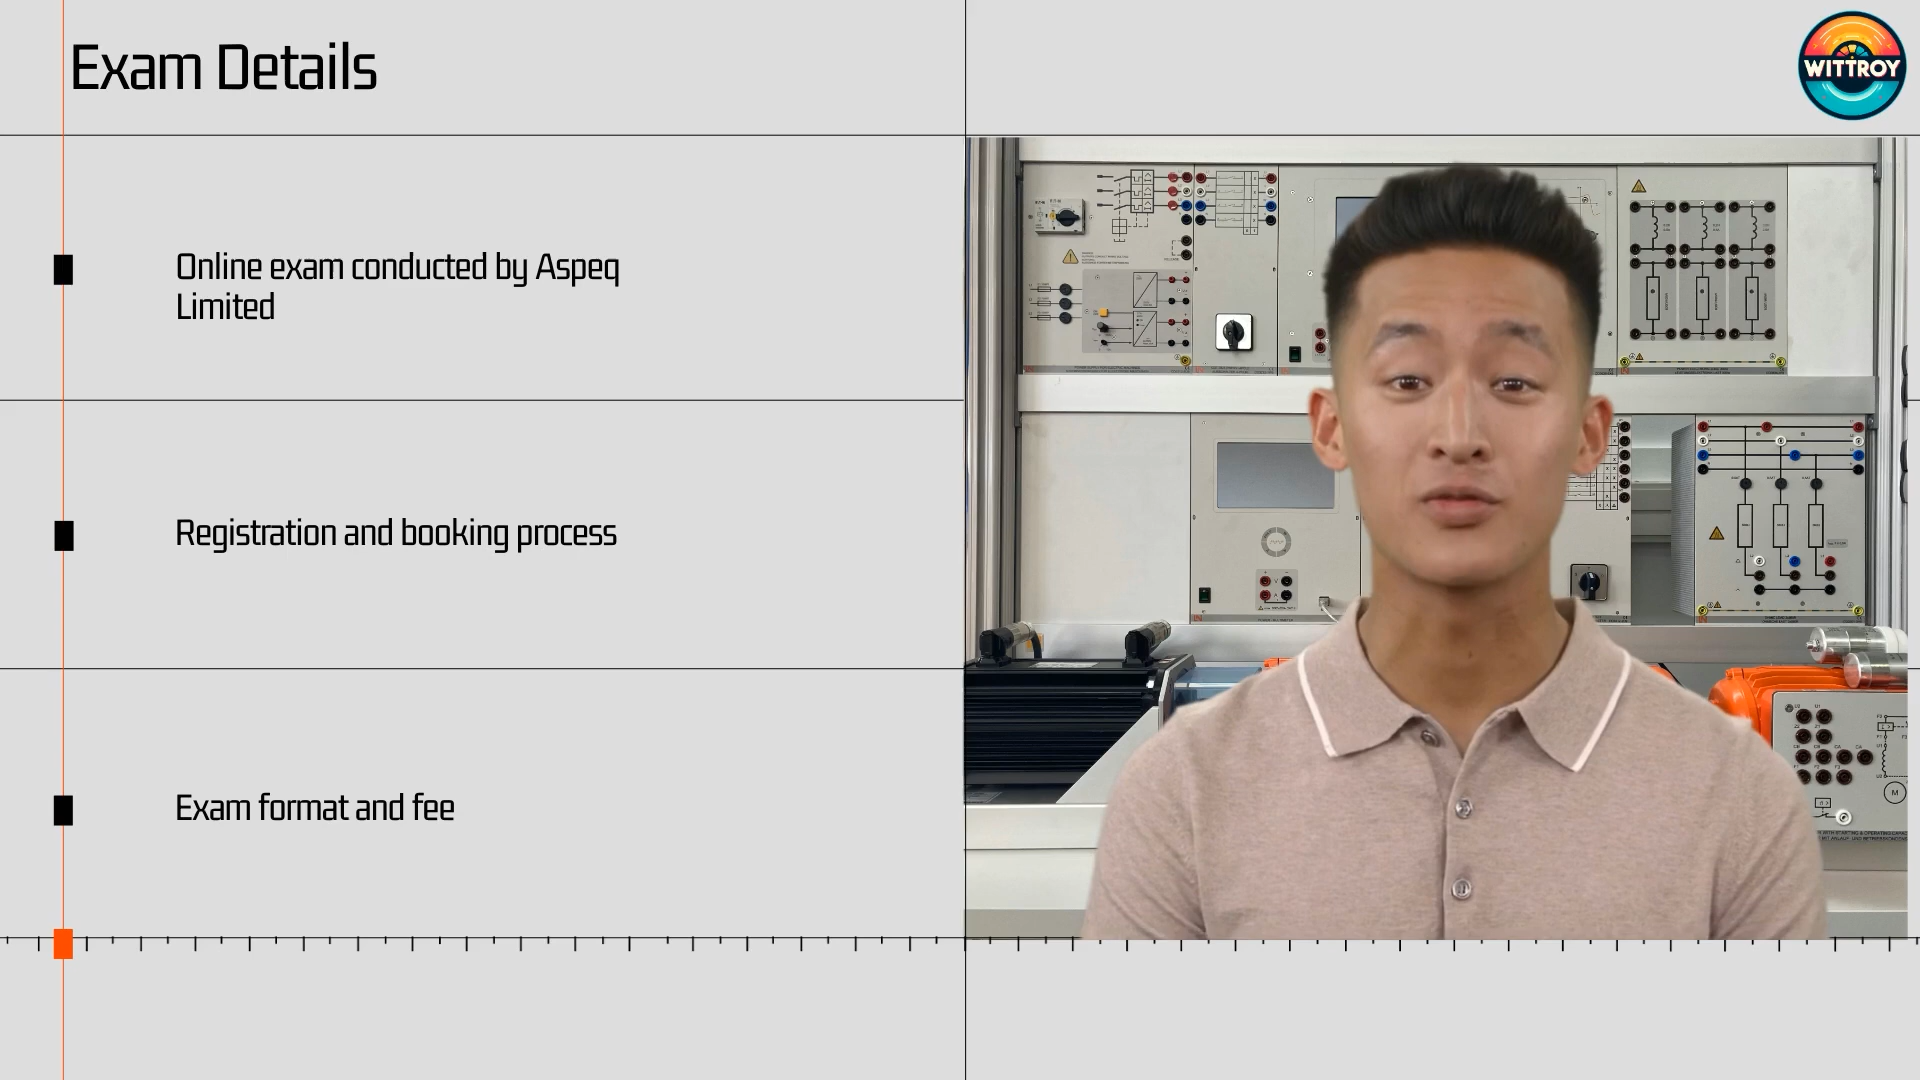 Exam Details
WITTROY
Online exam conducted by Aspeq
Limited
Registration and booking process
Exam format and fee